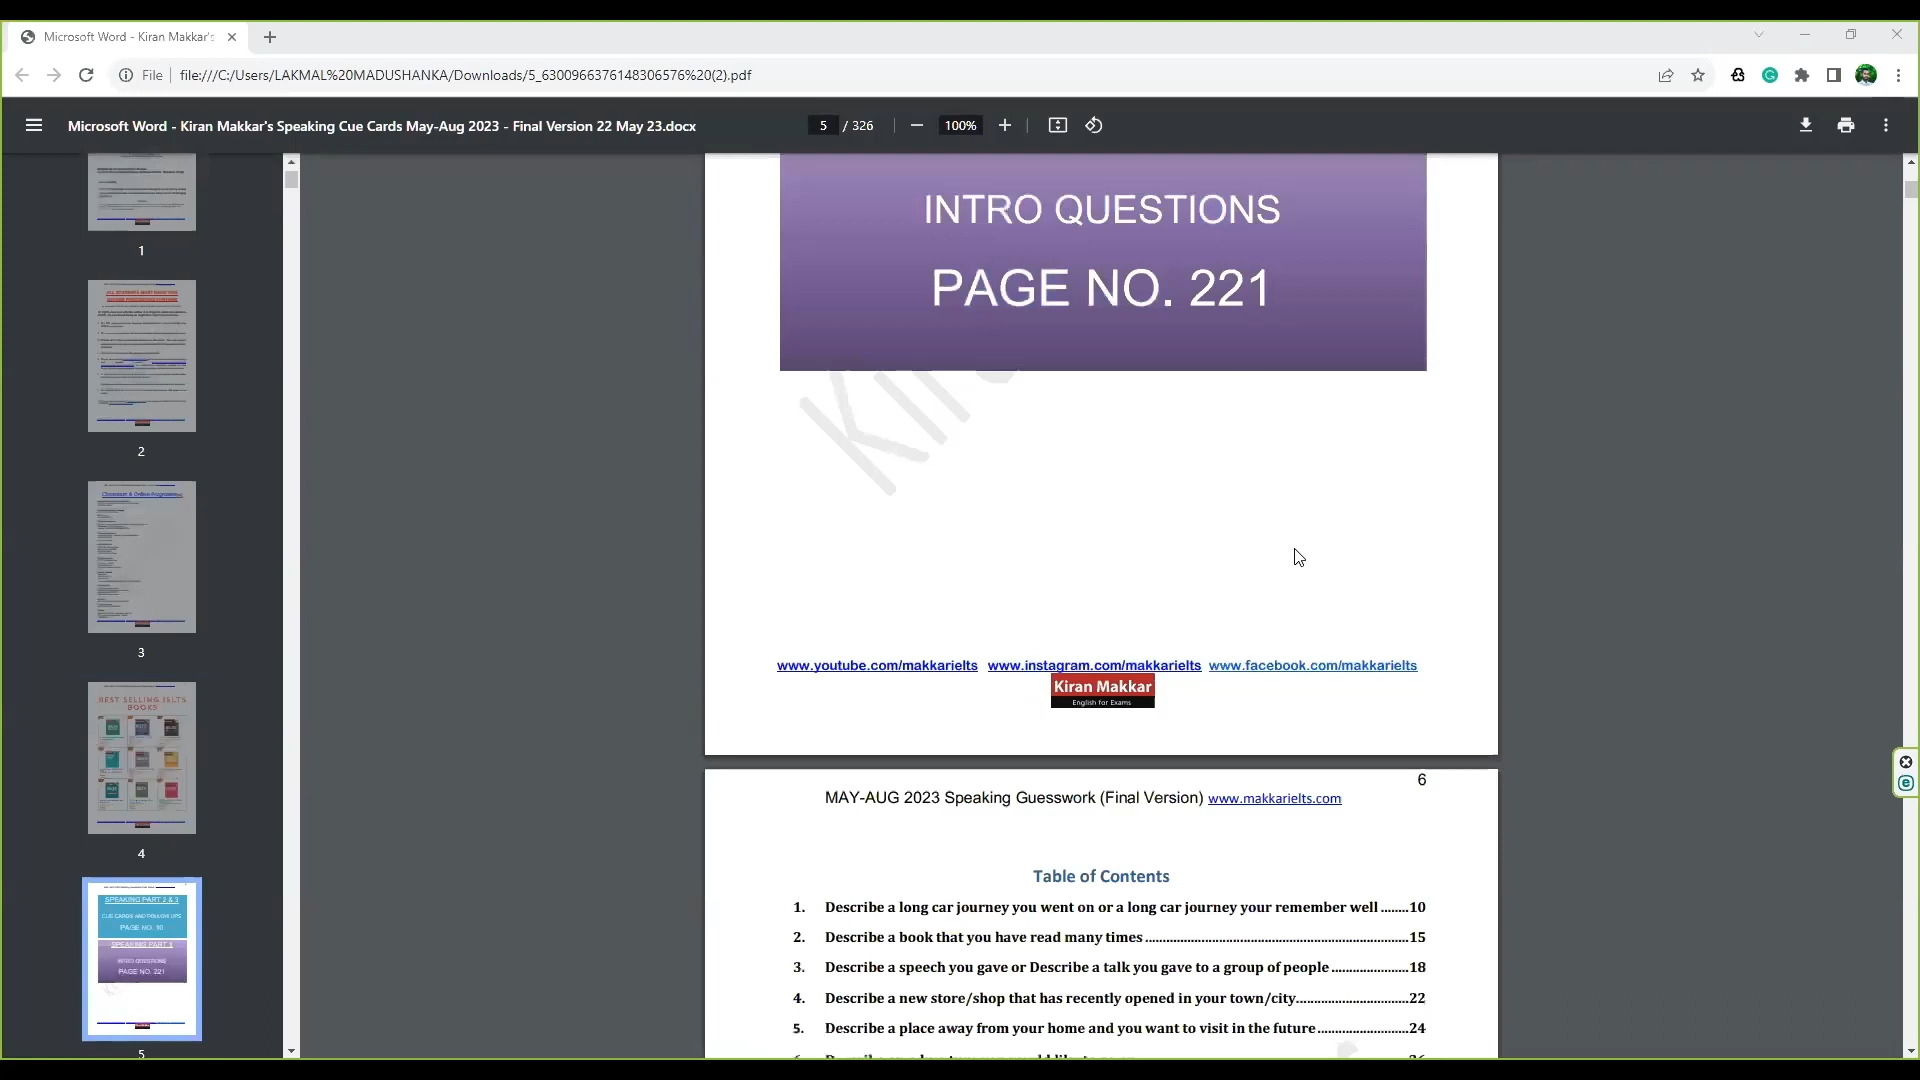 Microsoft Word - Kiran Makkar's
File
file:///C:/Users/LAKMAL%20MADUSHANKA/Downloads/5_6300966376148306576%20(2).pdf
Microsoft Word - Kiran Makkar's Speaking Cue Cards May-Aug 2023 - Final Version 22 May 23.docx
5 / 326
100%
1
2
3
BEST SELLING IELTS
BOOKS
4
SPEAKING PART 2 & 3
CUE CARDS AND FOLLOW UPS
PAGE NO. 10
SPEAKING PART 1
INTRO QUESTIONS
PAGE NO. 221
5
INTRO QUESTIONS
PAGE NO. 221
www.youtube.com/makkarielts www.instagram.com/makkarielts www.facebook.com/makkarielts
Kiran Makkar
English for Exams
6
MAY-AUG 2023 Speaking Guesswork (Final Version) www.makkarielts.com
Table of Contents
1. Describe a long car journey you went on or a long car journey your remember well ........10
2. Describe a book that you have read many times ..........15
3. Describe a speech you gave or Describe a talk you gave to a group of people ..........18
4. Describe a new store/shop that has recently opened in your town/city..........22
5. Describe a place away from your home and you want to visit in the future ..........24